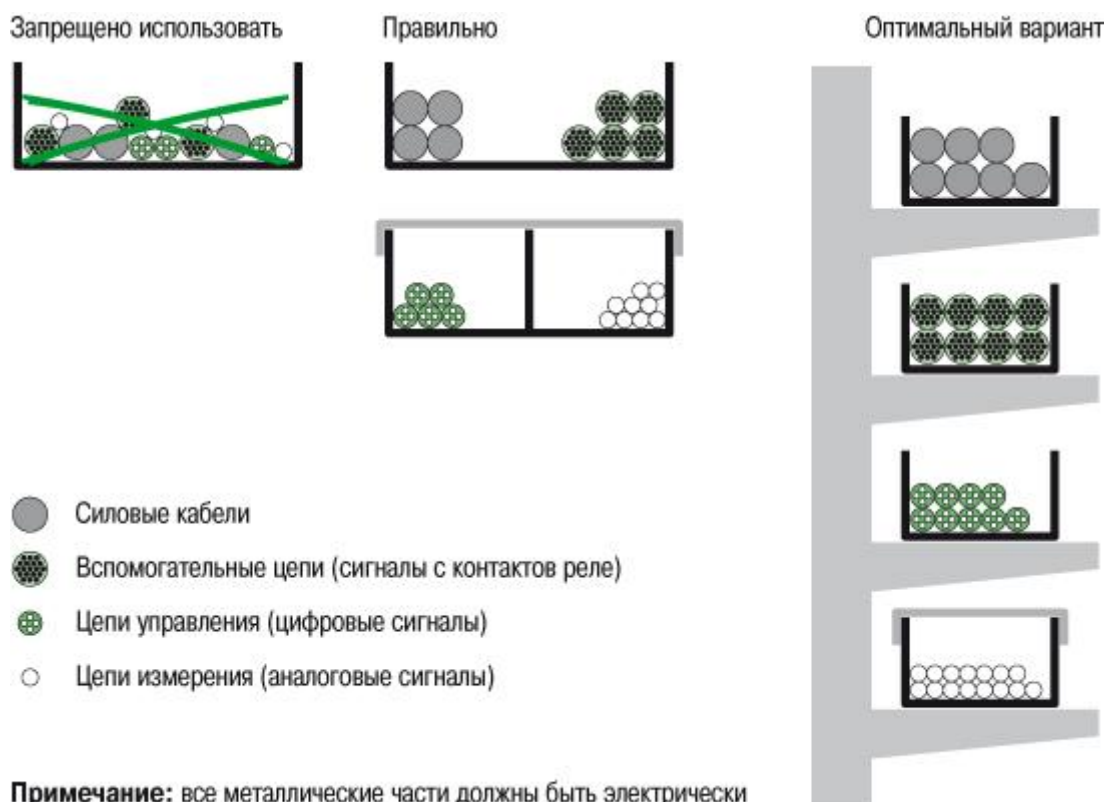 Запрещено использовать
Правильно
Оптимальный вариант
Силовые кабели
Вспомогательные цепи (сигналы с контактов реле)
Цепи управления (цифровые сигналы)
Цепи измерения (аналоговые сигналы)
Примечание: все металлические части должны быть электрически